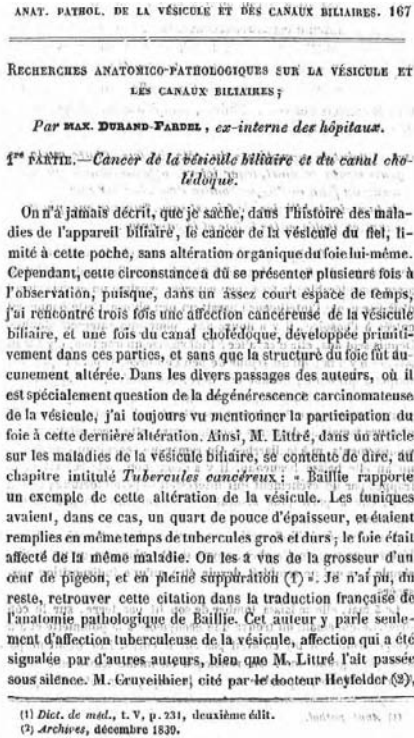 ANAT. PATHOL. DE LA VÉSICULE ET DES CANAUX BILIAIRES. 167
RECHERCHES ANATOMICO-PATHOLOGIQUES SUR LA VÉSICULE ET
LES CANAUX BILIAIRES;
Par MAX. DURAND-FARDEL, ex-interne des hôpitaux.
1re PARTIE.—Cancer de la vésicule biliaire et du canal cho-
lédoque.
On n'a jamais décrit, que je sache, dans l'histoire des mala-
dies de l'appareil biliaire, le cancer de la vésicule du fiel, li-
mité à cette poche, sans altération organique du foie lui-même.
Cependant, cette circonstance a dû se présenter plusieurs fois à
l'observation, puisque, dans un assez court espace de temps,
j'ai rencontré trois fois une affection cancéreuse de la vésicule
biliaire, et une fois du canal cholédoque, développée primiti-
vement dans ces parties, et sans que la structure du foie fût au-
cunement altérée. Dans les divers passages des auteurs, où il
est spécialement question de la dégénérescence carcinomateuse
de la vésicule, j'ai toujours vu mentionner la participation du
foie à cette dernière altération. Ainsi, M. Littré, dans un article
sur les maladies de la vésicule biliaire, se contente de dire, au
chapitre intitulé Tubercules cancéreux : « Baillie rapporte
un exemple de cette altération de la vésicule. Les tuniques
avaient, dans ce cas, un quart de pouce d'épaisseur, et étaient
remplies en même temps de tubercules gros et durs; le foie était
affecté de la même maladie. On les a vus de la grosseur d'un
œuf de pigeon, et en pleine suppuration (1) ». Je n'ai pu, du
reste, retrouver cette citation dans la traduction française de
l'anatomie pathologique de Baillie. Cet auteur y parle seule-
ment d'affection tuberculeuse de la vésicule, affection qui a été
signalée par d'autres auteurs, bien que M. Littré l'ait passée
sous silence. M. Cruveilhier, cité par le docteur Heyfelder (2),
(1) Dict. de méd., t. V, p. 231, deuxième édit.
(2) Archives, décembre 1839.